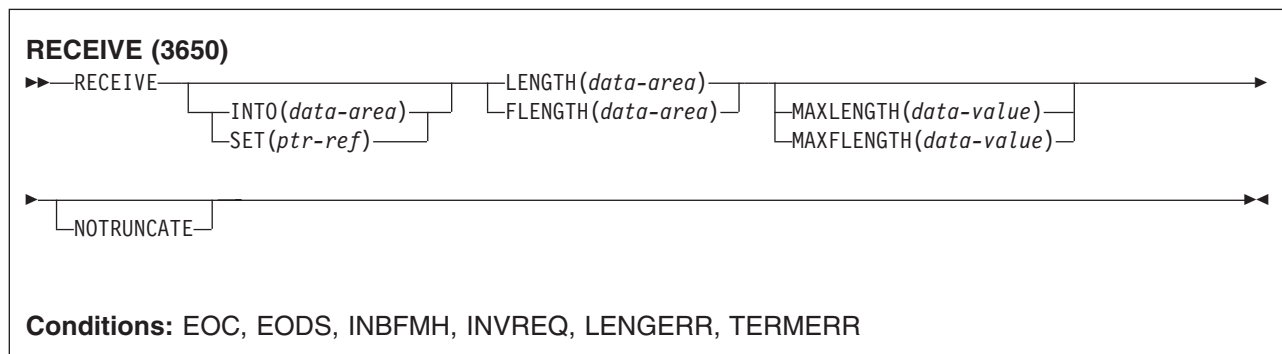 RECEIVE (3650)
RECEIVE LENGTH(data-area)
INTO(data-area) FLENGTH(data-area) MAXLENGTH(data-value)
SET(ptr-ref) MAXFLENGTH(data-value)
NOTRUNCATE
Conditions: EOC, EODS, INBFMH, INVREQ, LENGERR, TERMERR